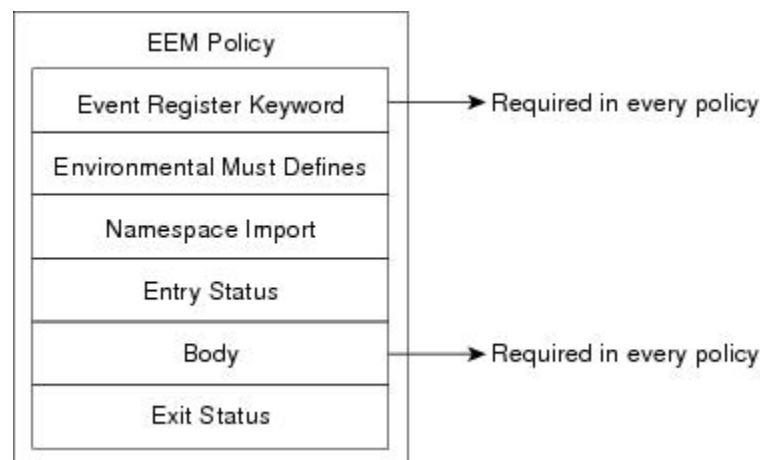 EEM Policy
Event Register Keyword
Required in every policy
Environmental Must Defines
Namespace Import
Entry Status
Body
Required in every policy
Exit Status